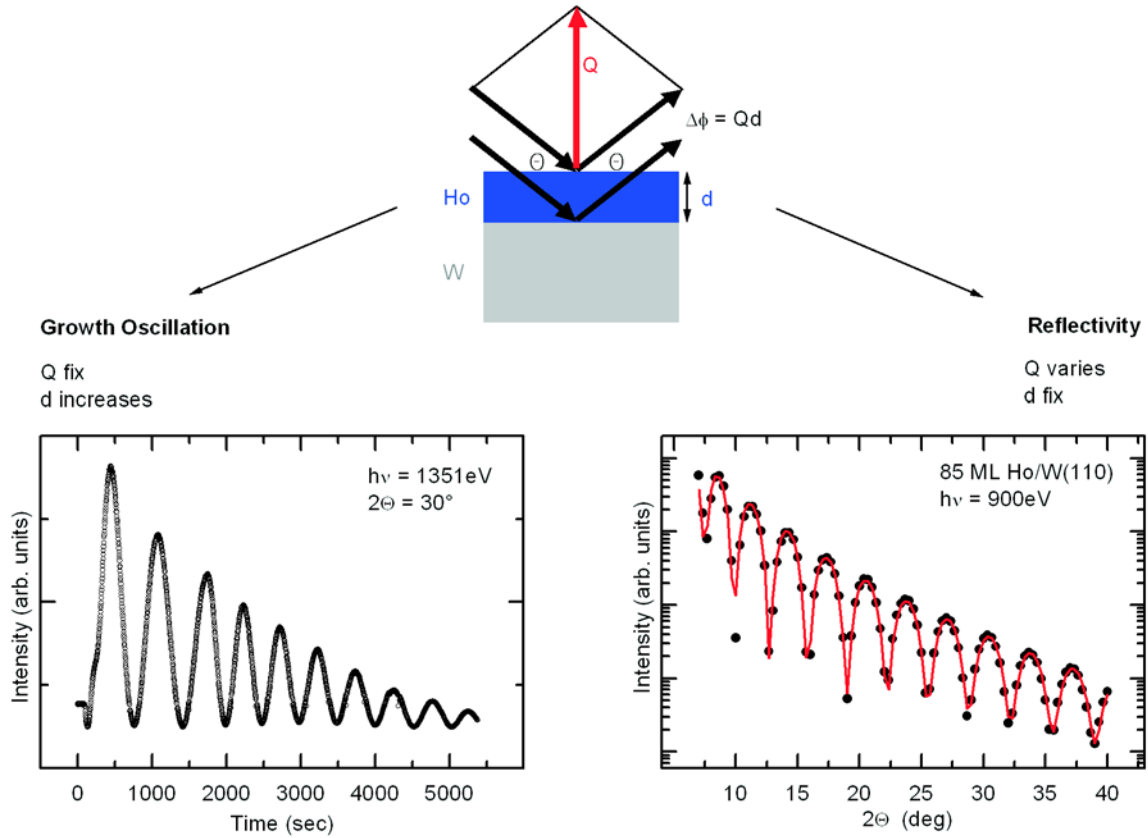 Q
Δϕ = Qd
Θ Θ
Ho
d
W
Growth Oscillation
Q fix
d increases
Reflectivity
Q varies
d fix
hν = 1351eV
2Θ = 30°
Intensity (arb. units)
0 1000 2000 3000 4000 5000
Time (sec)
85 ML Ho/W(110)
hν = 900eV
Intensity (arb. units)
10 15 20 25 30 35 40
2Θ (deg)